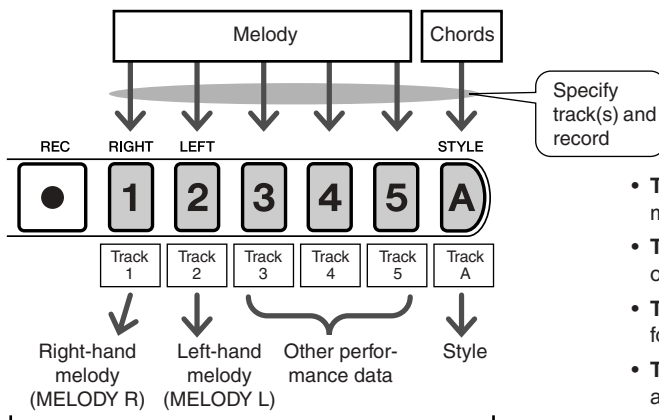 Melody
Chords
Specify
track(s) and
record
REC
RIGHT
LEFT
STYLE
1
2
3
4
5
A
Track
1
Track
2
Track
3
Track
4
Track
5
Track
A
Right-hand
melody
(MELODY R)
Left-hand
melody
(MELODY L)
Other perfor-
mance data
Style